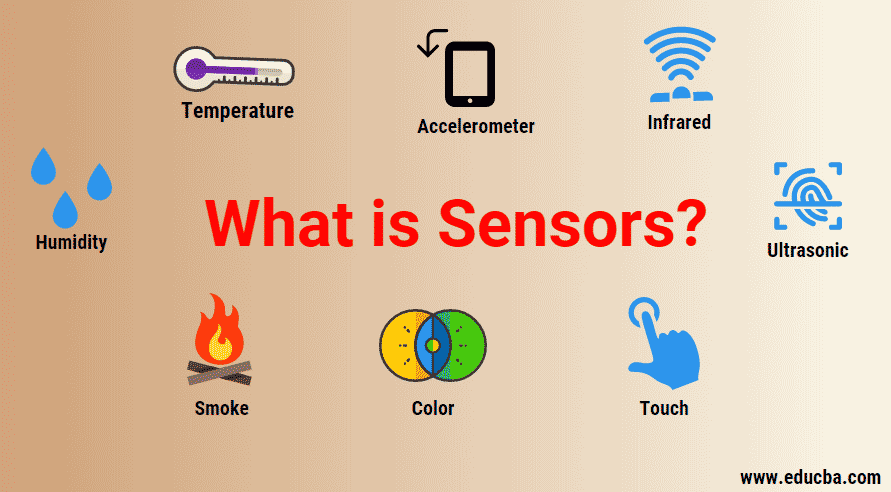 Temperature
Accelerometer
Infrared
Humidity
What is Sensors?
Ultrasonic
Smoke
Color
Touch
www.educba.com